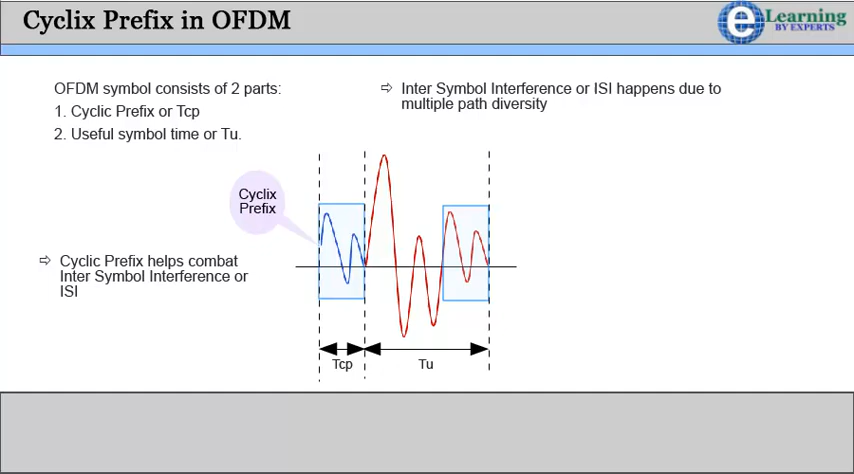 Cyclix Prefix in OFDM
e Learning
BY EXPERTS
OFDM symbol consists of 2 parts:
1. Cyclic Prefix or Tcp
2. Useful symbol time or Tu.
⇨ Inter Symbol Interference or ISI happens due to
multiple path diversity
Cyclix
Prefix
⇨ Cyclic Prefix helps combat
Inter Symbol Interference or
ISI
Tcp
Tu